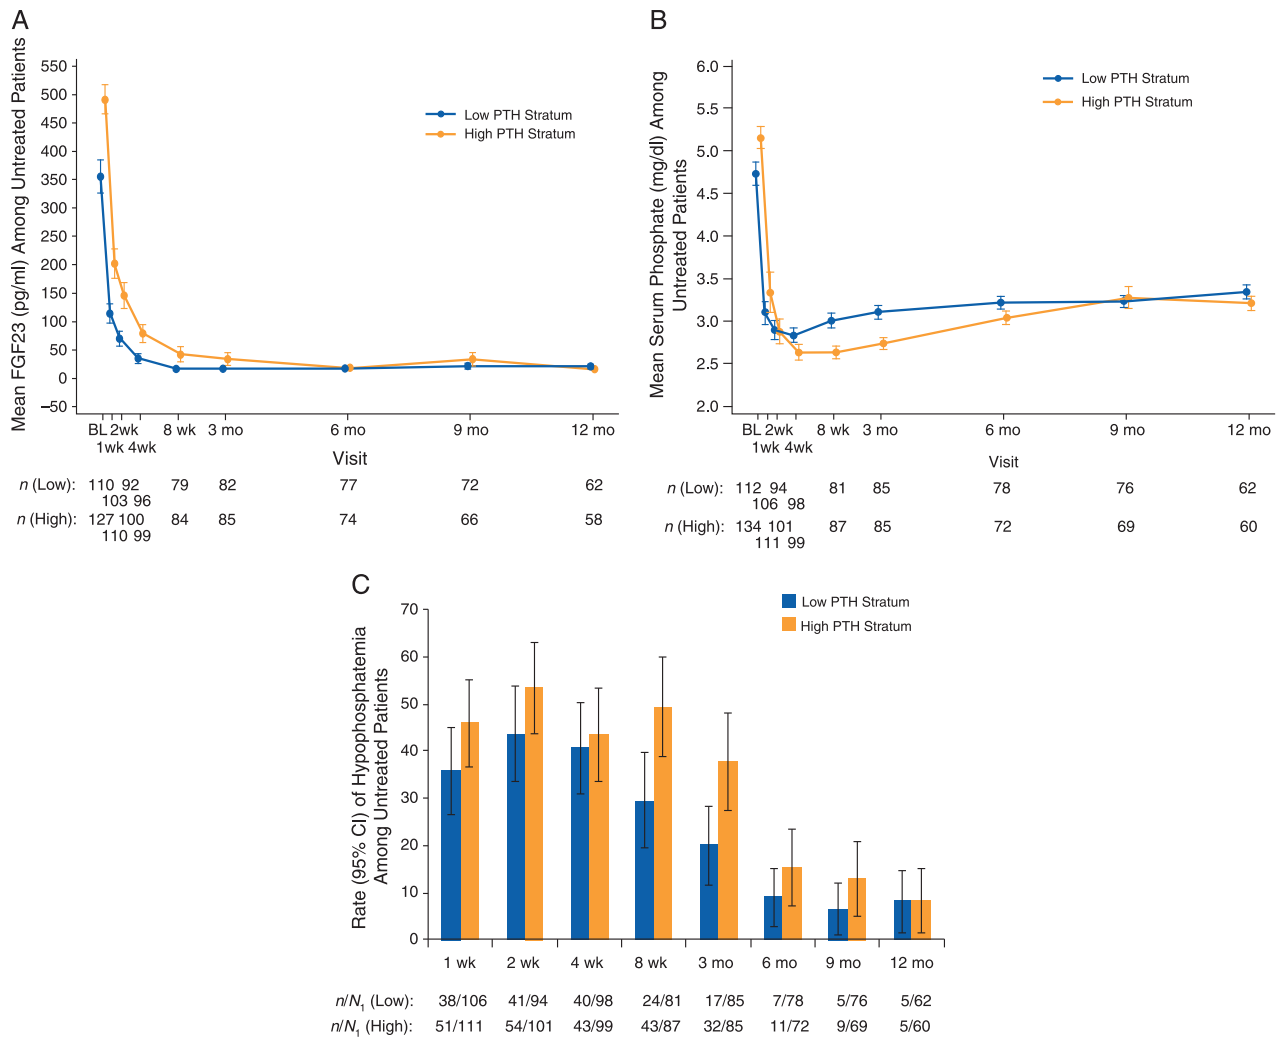 A
Mean FGF23 (pg/ml) Among Untreated Patients
550
500
450
400
350
300
250
200
150
100
50
0
–50
Low PTH Stratum
High PTH Stratum
BL 2wk 8 wk 3 mo 6 mo 9 mo 12 mo
1wk 4wk
Visit
n (Low): 110 92 79 82 77 72 62
103 96
n (High): 127 100 84 85 74 66 58
110 99
B
Mean Serum Phosphate (mg/dl) Among
Untreated Patients
6.0
5.5
5.0
4.5
4.0
3.5
3.0
2.5
2.0
Low PTH Stratum
High PTH Stratum
BL 2wk 8 wk 3 mo 6 mo 9 mo 12 mo
1wk 4wk
Visit
n (Low): 112 94 81 85 78 76 62
106 98
n (High): 134 101 87 85 72 69 60
111 99
C
Rate (95% CI) of Hypophosphatemia
Among Untreated Patients
70
60
50
40
30
20
10
0
Low PTH Stratum
High PTH Stratum
1 wk 2 wk 4 wk 8 wk 3 mo 6 mo 9 mo 12 mo
n/N1 (Low): 38/106 41/94 40/98 24/81 17/85 7/78 5/76 5/62
n/N1 (High): 51/111 54/101 43/99 43/87 32/85 11/72 9/69 5/60